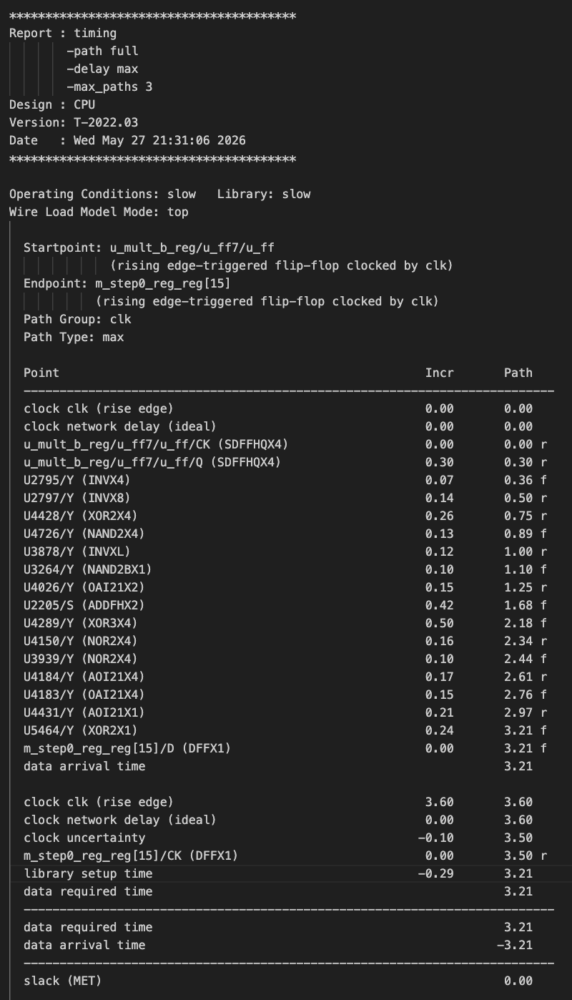 ****************************************
Report : timing
-path full
-delay max
-max_paths 3
Design : CPU
Version: T-2022.03
Date   : Wed May 27 21:31:06 2026
****************************************
Operating Conditions: slow   Library: slow
Wire Load Model Mode: top
Startpoint: u_mult_b_reg/u_ff7/u_ff
(rising edge-triggered flip-flop clocked by clk)
Endpoint: m_step0_reg_reg[15]
(rising edge-triggered flip-flop clocked by clk)
Path Group: clk
Path Type: max
Point                                                   Incr       Path
--------------------------------------------------------------------------
clock clk (rise edge)                                   0.00       0.00
clock network delay (ideal)                             0.00       0.00
u_mult_b_reg/u_ff7/u_ff/CK (SDFFHQX4)                   0.00       0.00 r
u_mult_b_reg/u_ff7/u_ff/Q (SDFFHQX4)                    0.30       0.30 r
U2795/Y (INVX4)                                         0.07       0.36 f
U2797/Y (INVX8)                                         0.14       0.50 r
U4428/Y (XOR2X4)                                        0.26       0.75 r
U4726/Y (NAND2X4)                                       0.13       0.89 f
U3878/Y (INVXL)                                         0.12       1.00 r
U3264/Y (NAND2BX1)                                      0.10       1.10 f
U4026/Y (OAI21X2)                                       0.15       1.25 r
U2205/S (ADDFHX2)                                       0.42       1.68 f
U4289/Y (XOR3X4)                                        0.50       2.18 f
U4150/Y (NOR2X4)                                        0.16       2.34 r
U3939/Y (NOR2X4)                                        0.10       2.44 f
U4184/Y (AOI21X4)                                       0.17       2.61 r
U4183/Y (OAI21X4)                                       0.15       2.76 f
U4431/Y (AOI21X1)                                       0.21       2.97 r
U5464/Y (XOR2X1)                                        0.24       3.21 f
m_step0_reg_reg[15]/D (DFFX1)                           0.00       3.21 f
data arrival time                                                  3.21
clock clk (rise edge)                                   3.60       3.60
clock network delay (ideal)                             0.00       3.60
clock uncertainty                                      -0.10       3.50
m_step0_reg_reg[15]/CK (DFFX1)                          0.00       3.50 r
library setup time                                     -0.29       3.21
data required time                                                 3.21
--------------------------------------------------------------------------
data required time                                                 3.21
data arrival time                                                 -3.21
--------------------------------------------------------------------------
slack (MET)                                                        0.00